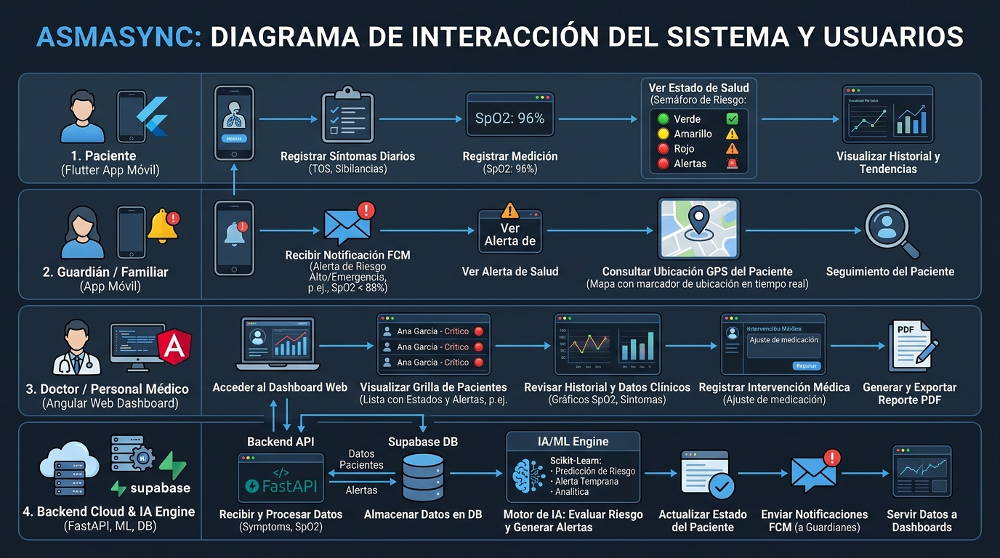 ASMASYNC: DIAGRAMA DE INTERACCIÓN DEL SISTEMA Y USUARIOS
1. Paciente
(Flutter App Móvil)
Registrar Síntomas Diarios
(TOS, Sibilancias)
SpO2: 96%
Registrar Medición
(SpO2: 96%)
Ver Estado de Salud
(Semáforo de Riesgo:
Verde
Amarillo
Rojo
Alertas
Visualizar Historial y
Tendencias
2. Guardián / Familiar
(App Móvil)
Recibir Notificación FCM
(Alerta de Riesgo
Alto/Emergencia,
p.ej., SpO2 < 88%)
Ver
Alerta de
Ver Alerta de Salud
Consultar Ubicación GPS del Paciente
(Mapa con marcador de ubicación en tiempo real)
Seguimiento del Paciente
3. Doctor / Personal Médico
(Angular Web Dashboard)
A
Acceder al Dashboard Web
Ana Garcia - Crítico
Ana Garcia - Crítico
Ana Garcia - Crítico
Visualizar Grilla de Pacientes
(Lista con Estados y Alertas, p.ej.
Revisar Historial y Datos Clínicos
(Gráficos SpO2, Sintomas)
Ajuste de medicación
Registrar
Registrar Intervención Médica
(Ajuste de medicación)
PDF
Generar y Exportar
Reporte PDF
supabase
4. Backend Cloud & IA Engine
(FastAPI, ML, DB)
Backend API
</>
FastAPI
Recibir y Procesar Datos
(Symptoms, SpO2)
Datos
Pacientes
Alertas
Supabase DB
Almacenar Datos en DB
IA/ML Engine
Scikit-Learn:
· Predicción de Riesgo
· Alerta Temprana
· Analítica
Motor de IA: Evaluar Riesgo
y Generar Alertas
Actualizar Estado
del Paciente
Enviar Notificaciones
FCM (a Guardianes)
Servir Datos a
Dashboards